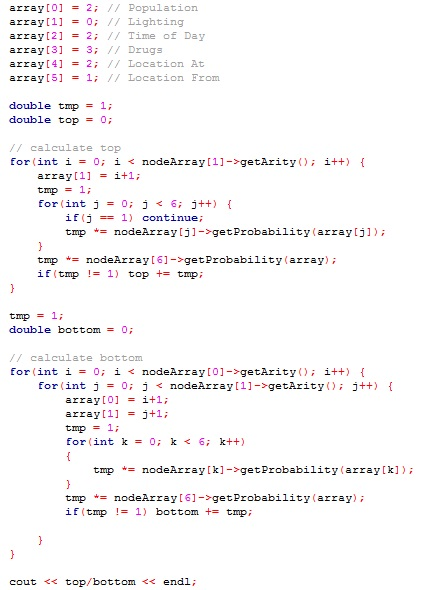 array[0] = 2; // Population
array[1] = 0; // Lighting
array[2] = 2; // Time of Day
array[3] = 3; // Drugs
array[4] = 2; // Location At
array[5] = 1; // Location From
double tmp = 1;
double top = 0;
// calculate top
for(int i = 0; i < nodeArray[1]->getArity(); i++) {
array[1] = i+1;
tmp = 1;
for(int j = 0; j < 6; j++) {
if(j == 1) continue;
tmp *= nodeArray[j]->getProbability(array[j]);
}
tmp *= nodeArray[6]->getProbability(array);
if(tmp != 1) top += tmp;
}
tmp = 1;
double bottom = 0;
// calculate bottom
for(int i = 0; i < nodeArray[0]->getArity(); i++) {
for(int j = 0; j < nodeArray[1]->getArity(); j++) {
array[0] = i+1;
array[1] = j+1;
tmp = 1;
for(int k = 0; k < 6; k++)
{
tmp *= nodeArray[k]->getProbability(array[k]);
}
tmp *= nodeArray[6]->getProbability(array);
if(tmp != 1) bottom += tmp;
}
}
cout << top/bottom << endl;